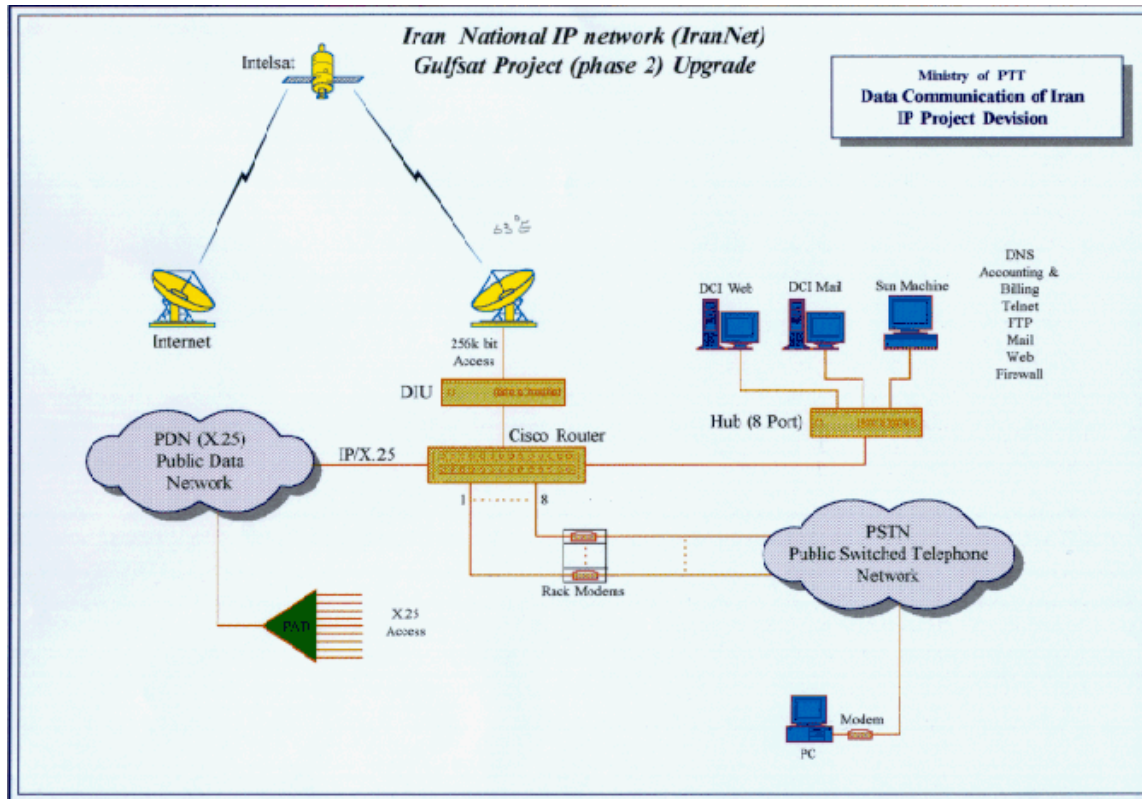 Iran National IP network (IranNet)
Gulfsat Project (phase 2) Upgrade
Ministry of PTT
Data Communication of Iran
IP Project Devision
Intelsat
63°E
Internet
256k bit
Access
DIU
DCI Web
DCI Mail
Sun Machine
DNS
Accounting &
Billing
Telnet
FTP
Mail
Web
Firewall
Hub (8 Port)
Cisco Router
PDN (X.25)
Public Data
Network
IP/X.25
1
8
Rack Modems
PSTN
Public Switched Telephone
Network
PAD
X.25
Access
Modem
PC